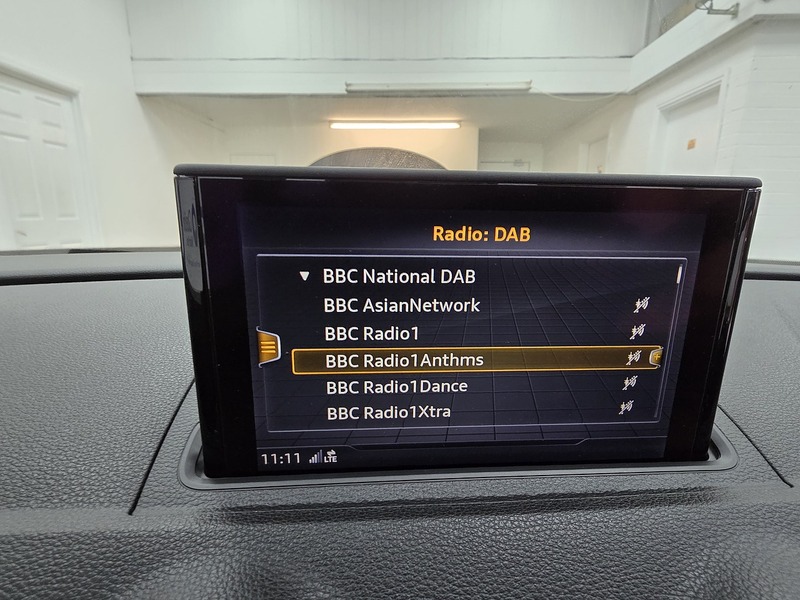 Radio: DAB
BBC National DAB
BBC AsianNetwork
BBC Radio1
BBC Radio1Anthms
BBC Radio1Dance
BBC Radio1Xtra
11:11 LTE